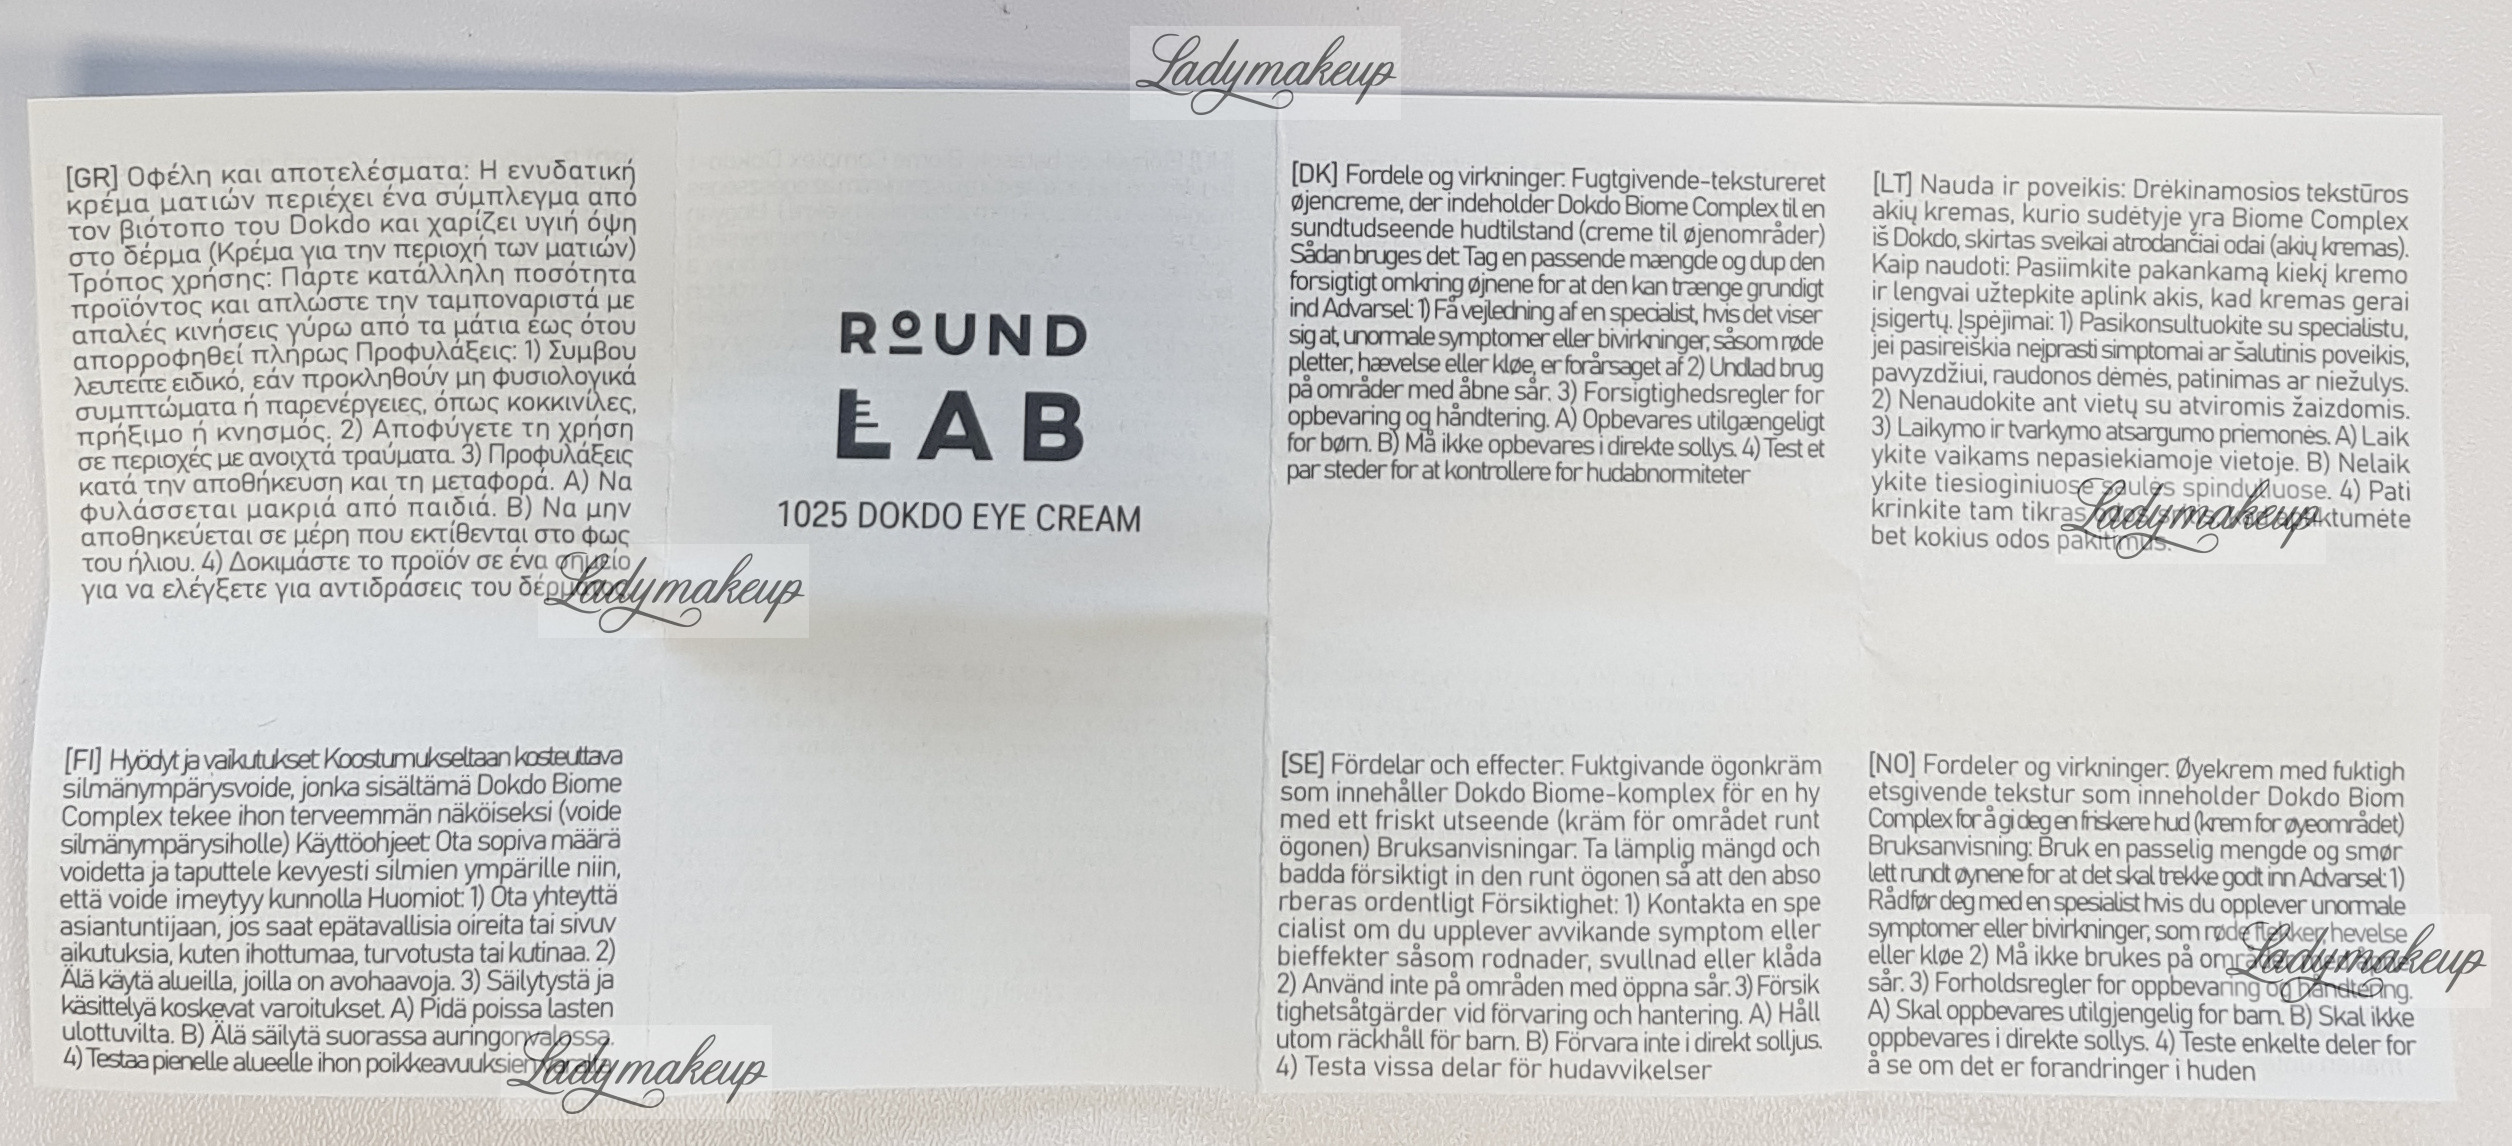 Ladymakeup
[GR] Οφέλη και αποτελέσματα: Η ενυδατική
κρέμα ματιών περιέχει ένα σύμπλεγμα από
τον βιότοπο του Dokdo και χαρίζει υγιή όψη
στο δέρμα (Κρέμα για την περιοχή των ματιών)
Τρόπος χρήσης: Πάρτε κατάλληλη ποσότητα
προϊόντος και απλώστε την ταμποναριστά με
απαλές κινήσεις γύρω από τα μάτια έως ότου
απορροφηθεί πλήρως Προφυλάξεις: 1) Συμβου
λευτείτε ειδικό, εάν προκληθούν μη φυσιολογικά
συμπτώματα ή παρενέργειες, όπως κοκκινίλες,
πρήξιμο ή κνησμός. 2) Αποφύγετε τη χρήση
σε περιοχές με ανοιχτά τραύματα. 3) Προφυλάξεις
κατά την αποθήκευση και τη μεταφορά. Α) Να
φυλάσσεται μακριά από παιδιά. Β) Να μην
αποθηκεύεται σε μέρη που εκτίθενται στο φως
του ήλιου. 4) Δοκιμάστε το προϊόν σε ένα σημείο
για να ελέγξετε για αντιδράσεις του
Ladymakeup
ROUND
LAB
1025 DOKDO EYE CREAM
[DK] Fordele og virkninger: Fugtgivende-tekstureret
øjencreme, der indeholder Dokdo Biome Complex til en
sundtudseende hudtilstand (creme til øjenområder)
Sådan bruges det: Tag en passende mængde og dup den
forsigtigt omkring øjnene for at den kan trænge grundigt
ind Advarsel: 1) Få vejledning af en specialist, hvis det viser
sig at, unormale symptomer eller bivirkninger, såsom røde
pletter, hævelse eller kløe, er forårsaget af 2) Undlad brug
på områder med åbne sår. 3) Forsigtighedsregler for
opbevaring og håndtering. A) Opbevares utilgængeligt
for børn. B) Må ikke opbevares i direkte sollys. 4) Test et
par steder for at kontrollere for hudabnormiteter
[LT] Nauda ir poveikis: Drėkinamosios tekstūros
akių kremas, kurio sudėtyje yra Biome Complex
iš Dokdo, skirtas sveikai atrodančiai odai (akių kremas).
Kaip naudoti: Pasiimkite pakankamą kiekį kremo
ir lengvai užtepkite aplink akis, kad kremas gerai
įsigertų. Įspėjimai: 1) Pasikonsultuokite su specialistu,
jei pasireiškia neįprasti simptomai ar šalutinis poveikis,
pavyzdžiui, raudonos dėmės, patinimas ar niežulys.
2) Nenaudokite ant vietų su atviromis žaizdomis.
3) Laikymo ir tvarkymo atsargumo priemonės. A) Laik
ykite vaikams nepasiekiamoje vietoje. B) Nelaik
ykite tiesioginiuose saulės spinduliuose. 4) Pati
krinkite tam tikras
bet kokius odos pakitimus.
Ladymakeup
[FI] Hyödyt ja vaikutukset: Koostumukseltaan kosteuttava
silmänympärysvoide, jonka sisältämä Dokdo Biome
Complex tekee ihon terveemmän näköiseksi (voide
silmänympärysiholle) Käyttöohjeet: Ota sopiva määrä
voidetta ja taputtele kevyesti silmien ympärille niin,
että voide imeytyy kunnolla Huomiot: 1) Ota yhteyttä
asiantuntijaan, jos saat epätavallisia oireita tai sivuv
aikutuksia, kuten ihottumaa, turvotusta tai kutinaa. 2)
Älä käytä alueilla, joilla on avohaavoja. 3) Säilytystä ja
käsittelyä koskevat varoitukset. A) Pidä poissa lasten
ulottuvilta. B) Älä säilytä suorassa auringonvalossa.
4) Testaa pienelle alueelle ihon poikkeavuuksien varalta
Ladymakeup
[SE] Fördelar och effecter: Fuktgivande ögonkräm
som innehåller Dokdo Biome-komplex för en hy
med ett friskt utseende (kräm för området runt
ögonen) Bruksanvisningar: Ta lämplig mängd och
badda försiktigt in den runt ögonen så att den abso
rberas ordentligt Försiktighet: 1) Kontakta en spe
cialist om du upplever avvikande symptom eller
bieffekter såsom rodnader, svullnad eller klåda
2) Använd inte på områden med öppna sår. 3) Försik
tighetsåtgärder vid förvaring och hantering. A) Håll
utom räckhåll för barn. B) Förvara inte i direkt solljus.
4) Testa vissa delar för hudavvikelser
[NO] Fordeler og virkninger: Øyekrem med fuktigh
etsgivende tekstur som inneholder Dokdo Biom
Complex for å gi deg en friskere hud (krem for øyeområdet)
Bruksanvisning: Bruk en passelig mengde og smør
lett rundt øynene for at det skal trekke godt inn Advarsel: 1)
Rådfør deg med en spesialist hvis du opplever unormale
symptomer eller bivirkninger, som røde flekker, hevelse
eller kløe 2) Må ikke brukes på
sår. 3) Forholdsregler for oppbevaring og håndtering.
A) Skal oppbevares utilgjengelig for barn. B) Skal ikke
oppbevares i direkte sollys. 4) Teste enkelte deler for
å se om det er forandringer i huden
Ladymakeup